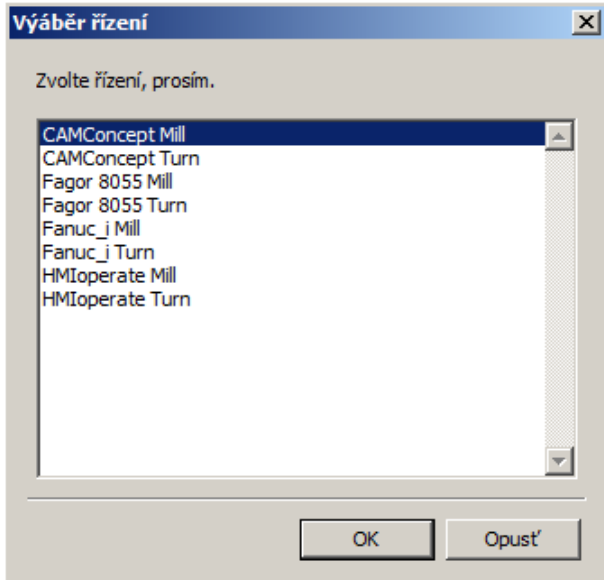 Výáběr řízení
Zvolte řízení, prosím.
CAMConcept Mill
CAMConcept Turn
Fagor 8055 Mill
Fagor 8055 Turn
Fanuc_i Mill
Fanuc_i Turn
HMIoperate Mill
HMIoperate Turn
OK
Opusť